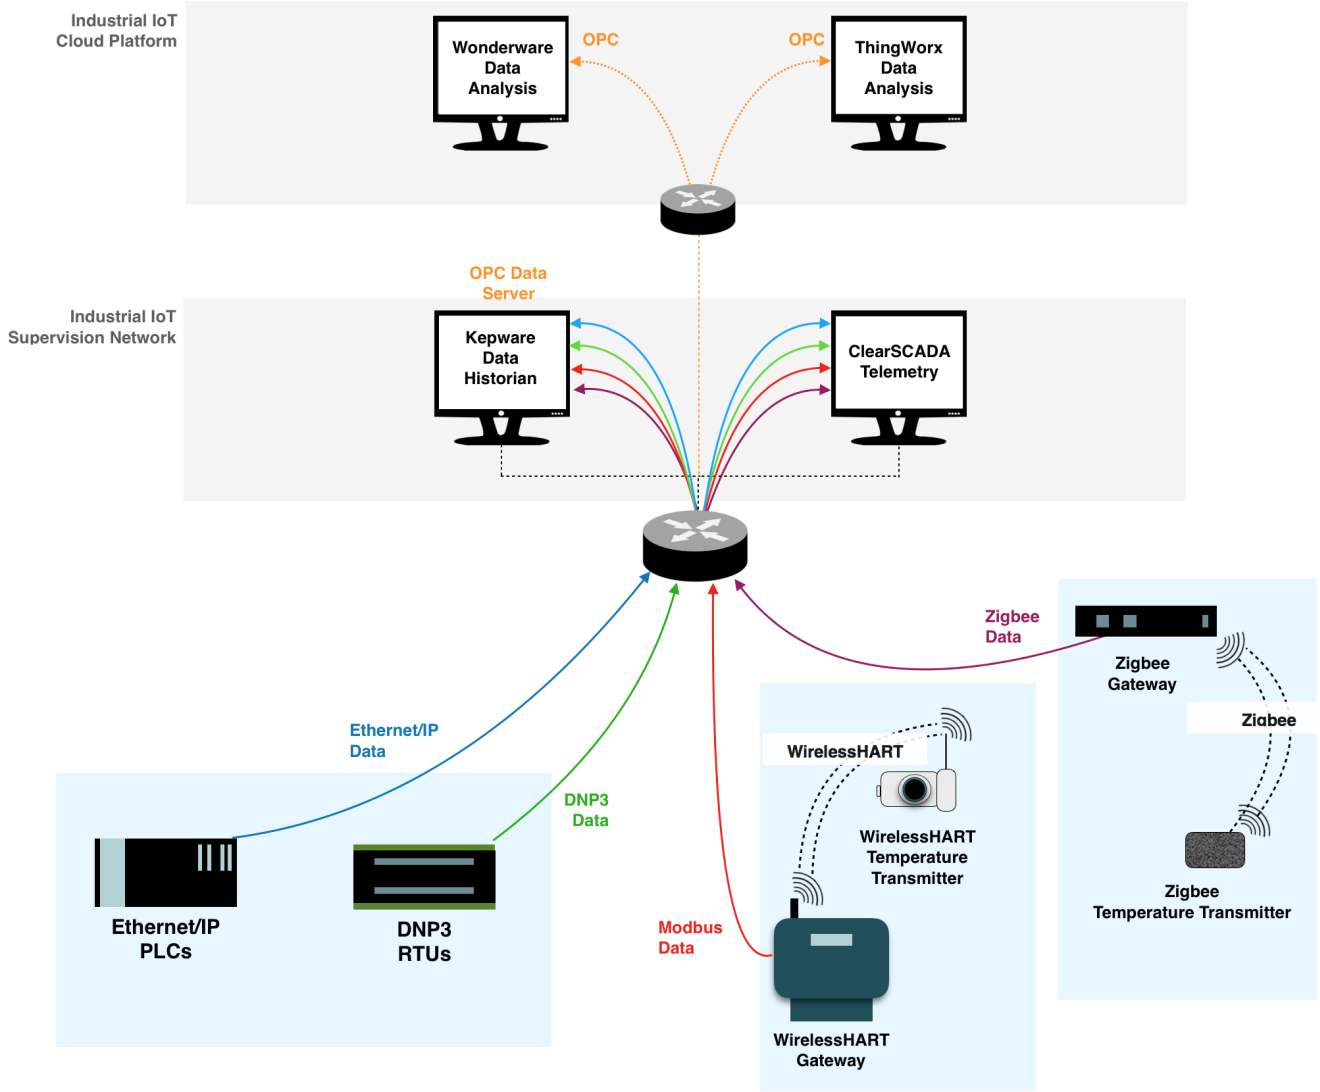 Industrial IoT
Cloud Platform
Wonderware
Data
Analysis
OPC
OPC
ThingWorx
Data
Analysis
OPC Data
Server
Industrial IoT
Supervision Network
Kepware
Data
Historian
ClearSCADA
Telemetry
Zigbee
Data
Zigbee
Gateway
Zigbee
Ethernet/IP
Data
WirelessHART
DNP3
Data
WirelessHART
Temperature
Transmitter
Zigbee
Temperature Transmitter
Ethernet/IP
PLCs
DNP3
RTUs
Modbus
Data
WirelessHART
Gateway